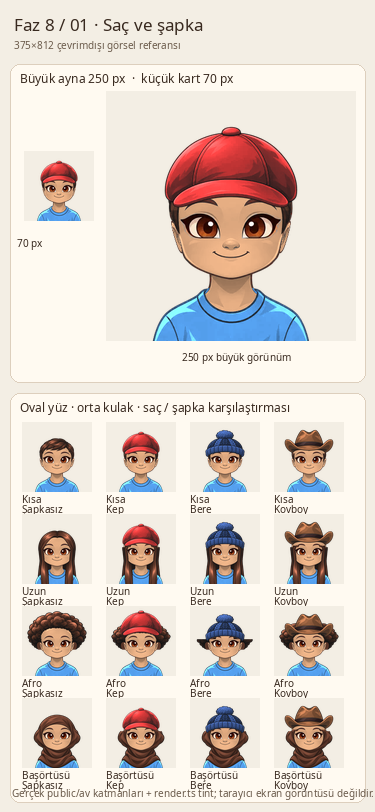 Faz 8 / 01 · Saç ve şapka
375×812 çevrimdışı görsel referansı
Büyük ayna 250 px · küçük kart 70 px
70 px
250 px büyük görünüm
Oval yüz · orta kulak · saç / şapka karşılaştırması
Kısa Kısa Kısa Kısa
Şapkasız Kep Bere Kovboy
Uzun Uzun Uzun Uzun
Şapkasız Kep Bere Kovboy
Afro Afro Afro Afro
Şapkasız Kep Bere Kovboy
Başörtüsü Başörtüsü Başörtüsü Başörtüsü
Şapkasız Kep Bere Kovboy
Gerçek public/av katmanları + render.ts tint; tarayıcı ekran görüntüsü değildir.